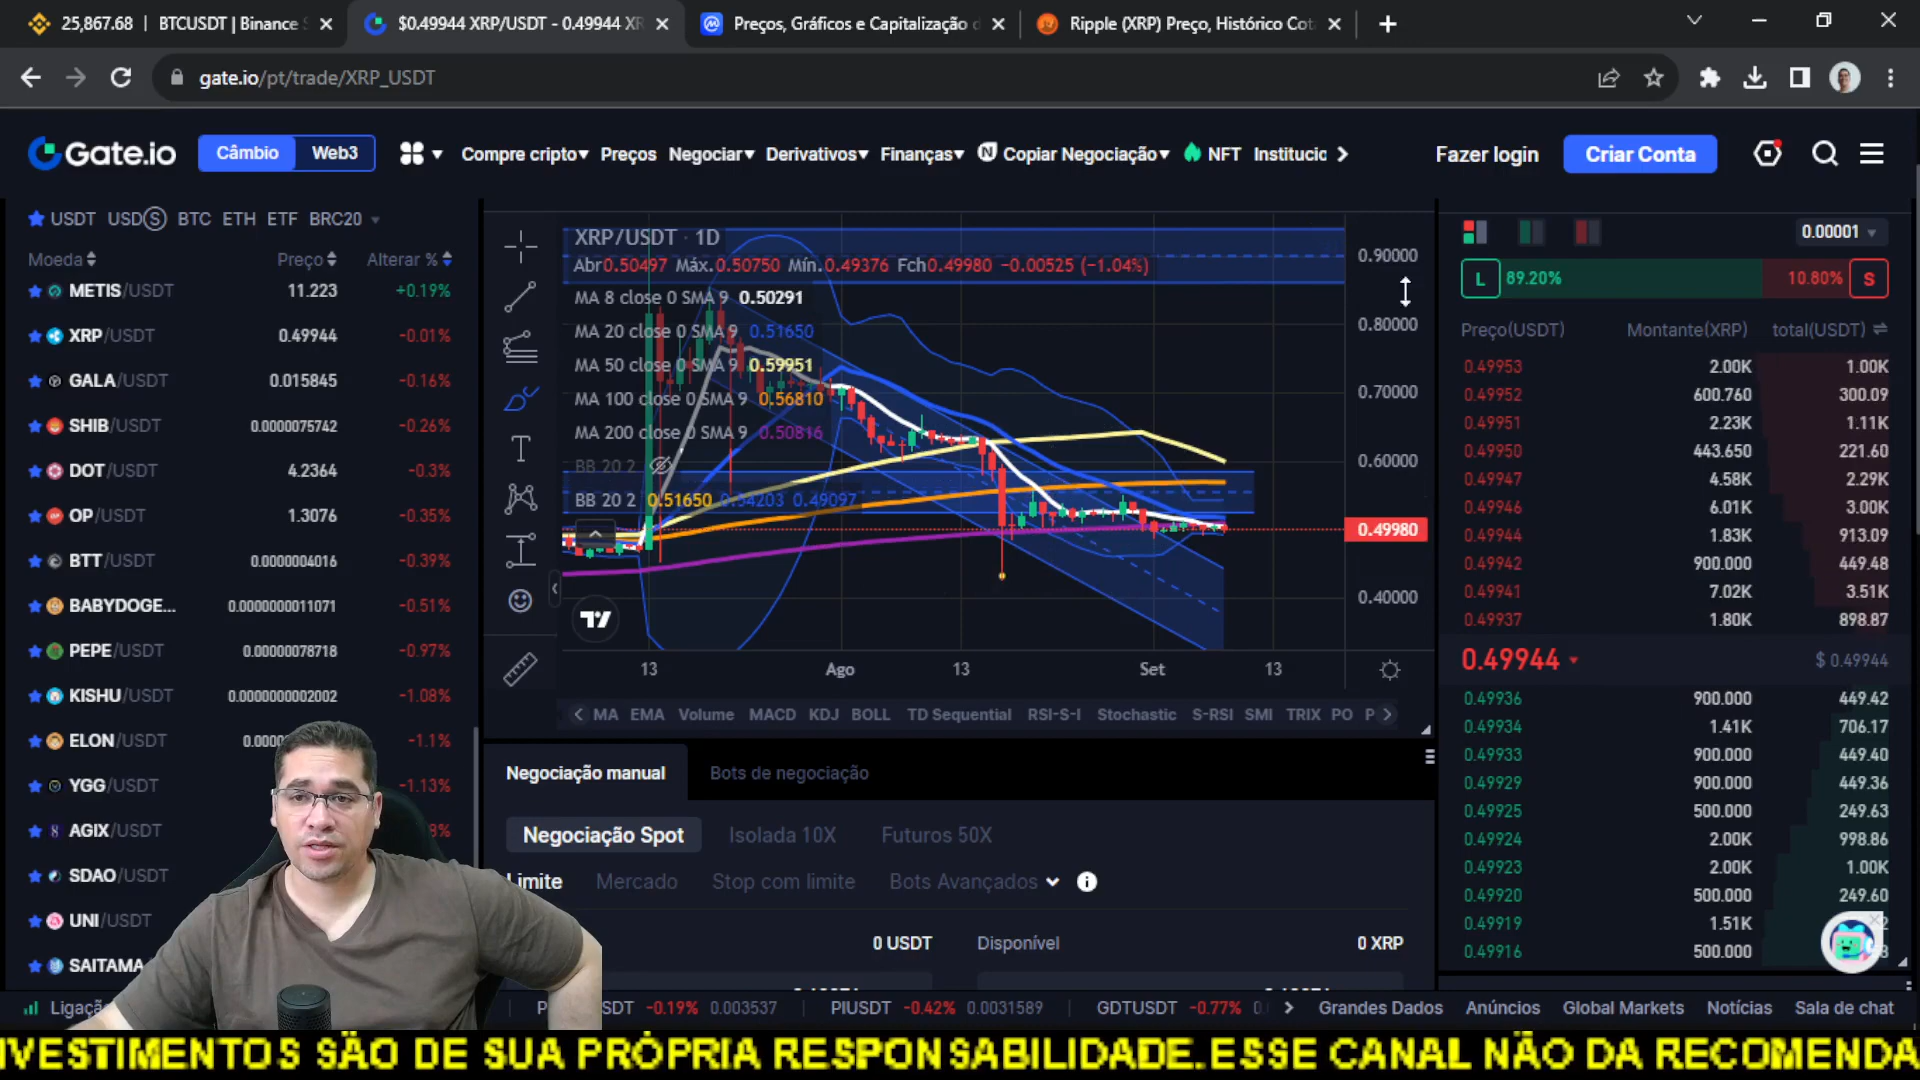 25,867.68 | BTCUSDT | Binance S
$0.49944 XRP/USDT - 0.49944 XR
Preços, Gráficos e Capitalização d
Ripple (XRP) Preço, Histórico Cot
gate.io/pt/trade/XRP_USDT
Gate.io
Câmbio Web3
Compre cripto Preços Negociar Derivativos Finanças Copiar Negociação NFT Institucio
Fazer login Criar Conta
USDT USDⓈ BTC ETH ETF BRC20
Moeda Preço Alterar %
METIS/USDT 11.223 +0.19%
XRP/USDT 0.49944 -0.01%
GALA/USDT 0.015845 -0.16%
SHIB/USDT 0.0000075742 -0.26%
DOT/USDT 4.2364 -0.3%
OP/USDT 1.3076 -0.35%
BTT/USDT 0.0000004016 -0.39%
BABYDOGE... 0.0000000011071 -0.51%
PEPE/USDT 0.00000078718 -0.97%
KISHU/USDT 0.0000000002002 -1.08%
ELON/USDT 0.000 -1.1%
YGG/USDT -1.13%
AGIX/USDT 8%
SDAO/USDT
UNI/USDT
SAITAMA
XRP/USDT · 1D
Abr0.50497 Máx.0.50750 Mín.0.49376 Fch0.49980 −0.00525 (−1.04%)
MA 8 close 0 SMA 9 0.50291
MA 20 close 0 SMA 9 0.51650
MA 50 close 0 SMA 9 0.59951
MA 100 close 0 SMA 9 0.56810
MA 200 close 0 SMA 9 0.50816
BB 20 2
BB 20 2 0.51650 0.54203 0.49097
0.90000
0.80000
0.70000
0.60000
0.49980
0.40000
13 Ago 13 Set 13
MA EMA Volume MACD KDJ BOLL TD Sequential RSI-S-I Stochastic S-RSI SMI TRIX PO P
Negociação manual Bots de negociação
Negociação Spot Isolada 10X Futuros 50X
Limite Mercado Stop com limite Bots Avançados
0 USDT Disponível 0 XRP
0.00001
L 89.20% 10.80% S
Preço(USDT) Montante(XRP) total(USDT)
0.49953 2.00K 1.00K
0.49952 600.760 300.09
0.49951 2.23K 1.11K
0.49950 443.650 221.60
0.49947 4.58K 2.29K
0.49946 6.01K 3.00K
0.49944 1.83K 913.09
0.49942 900.000 449.48
0.49941 7.02K 3.51K
0.49937 1.80K 898.87
0.49944 $ 0.49944
0.49936 900.000 449.42
0.49934 1.41K 706.17
0.49933 900.000 449.40
0.49929 900.000 449.36
0.49925 500.000 249.63
0.49924 2.00K 998.86
0.49923 2.00K 1.00K
0.49920 500.000 249.60
0.49919 1.51K
0.49916 500.000
Ligaçã SDT -0.19% 0.003537 PIUSDT -0.42% 0.0031589 GDTUSDT -0.77% Grandes Dados Anúncios Global Markets Notícias Sala de chat
NVESTIMENTOS SÃO DE SUA PRÓPRIA RESPONSABILIDADE.ESSE CANAL NÃO DA RECOMENDA